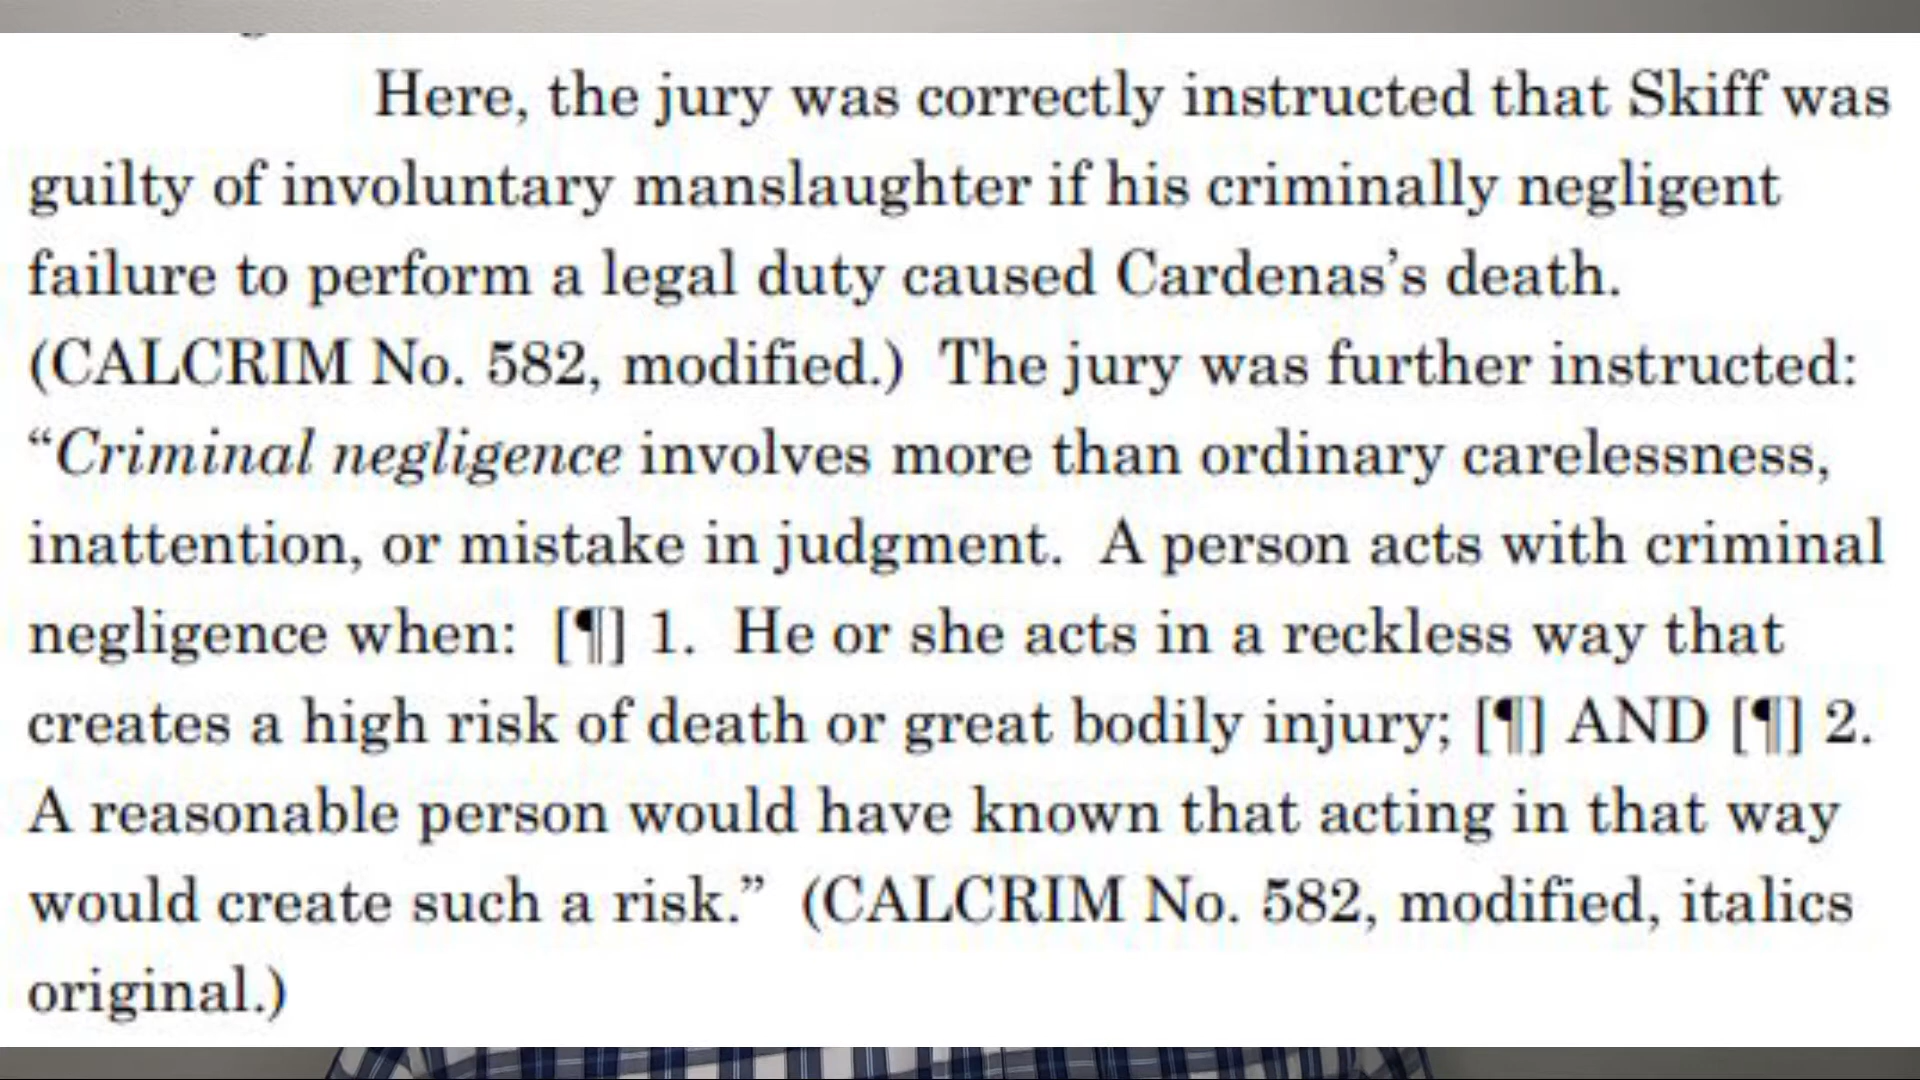 Here, the jury was correctly instructed that Skiff was
guilty of involuntary manslaughter if his criminally negligent
failure to perform a legal duty caused Cardenas’s death.
(CALCRIM No. 582, modified.) The jury was further instructed:
“Criminal negligence involves more than ordinary carelessness,
inattention, or mistake in judgment. A person acts with criminal
negligence when: [¶] 1. He or she acts in a reckless way that
creates a high risk of death or great bodily injury; [¶] AND [¶] 2.
A reasonable person would have known that acting in that way
would create such a risk.” (CALCRIM No. 582, modified, italics
original.)